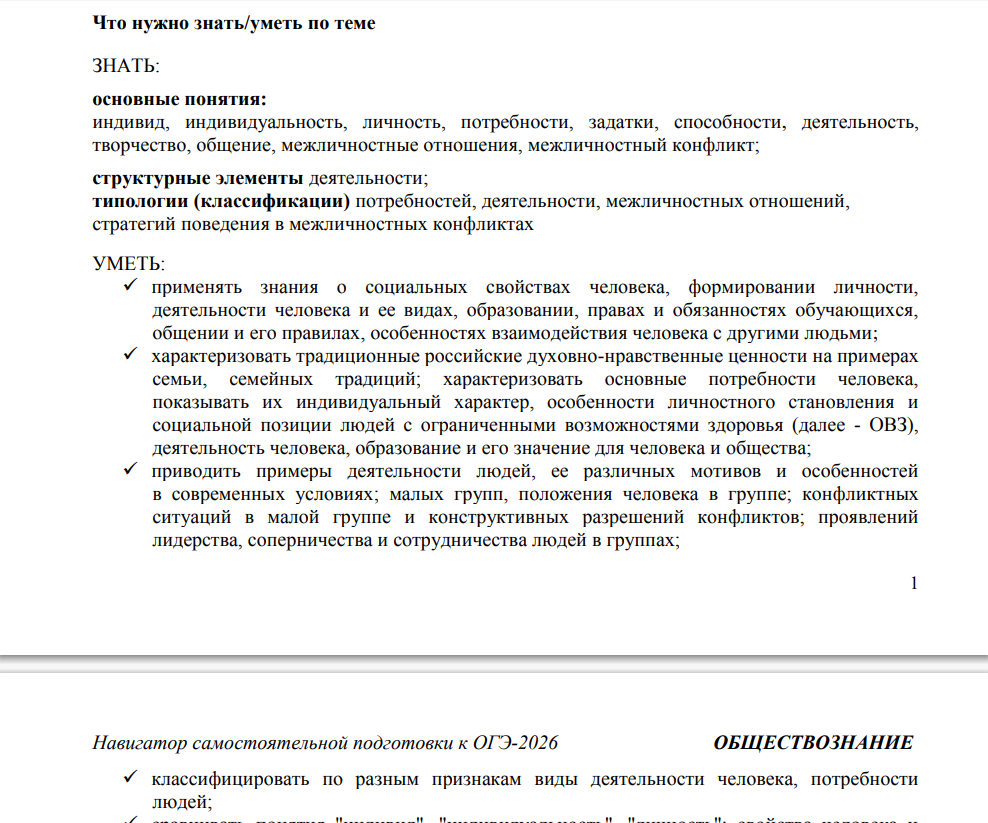 Что нужно знать/уметь по теме
ЗНАТЬ:
основные понятия:
индивид, индивидуальность, личность, потребности, задатки, способности, деятельность,
творчество, общение, межличностные отношения, межличностный конфликт;
структурные элементы деятельности;
типологии (классификации) потребностей, деятельности, межличностных отношений,
стратегий поведения в межличностных конфликтах
УМЕТЬ:
✓ применять знания о социальных свойствах человека, формировании личности,
деятельности человека и ее видах, образовании, правах и обязанностях обучающихся,
общении и его правилах, особенностях взаимодействия человека с другими людьми;
✓ характеризовать традиционные российские духовно-нравственные ценности на примерах
семьи, семейных традиций; характеризовать основные потребности человека,
показывать их индивидуальный характер, особенности личностного становления и
социальной позиции людей с ограниченными возможностями здоровья (далее - ОВЗ),
деятельность человека, образование и его значение для человека и общества;
✓ приводить примеры деятельности людей, ее различных мотивов и особенностей
в современных условиях; малых групп, положения человека в группе; конфликтных
ситуаций в малой группе и конструктивных разрешений конфликтов; проявлений
лидерства, соперничества и сотрудничества людей в группах;
1
Навигатор самостоятельной подготовки к ОГЭ-2026 ОБЩЕСТВОЗНАНИЕ
✓ классифицировать по разным признакам виды деятельности человека, потребности
людей;
✓ сравнивать понятия "индивид", "индивидуальность", "личность"; свойства человека и